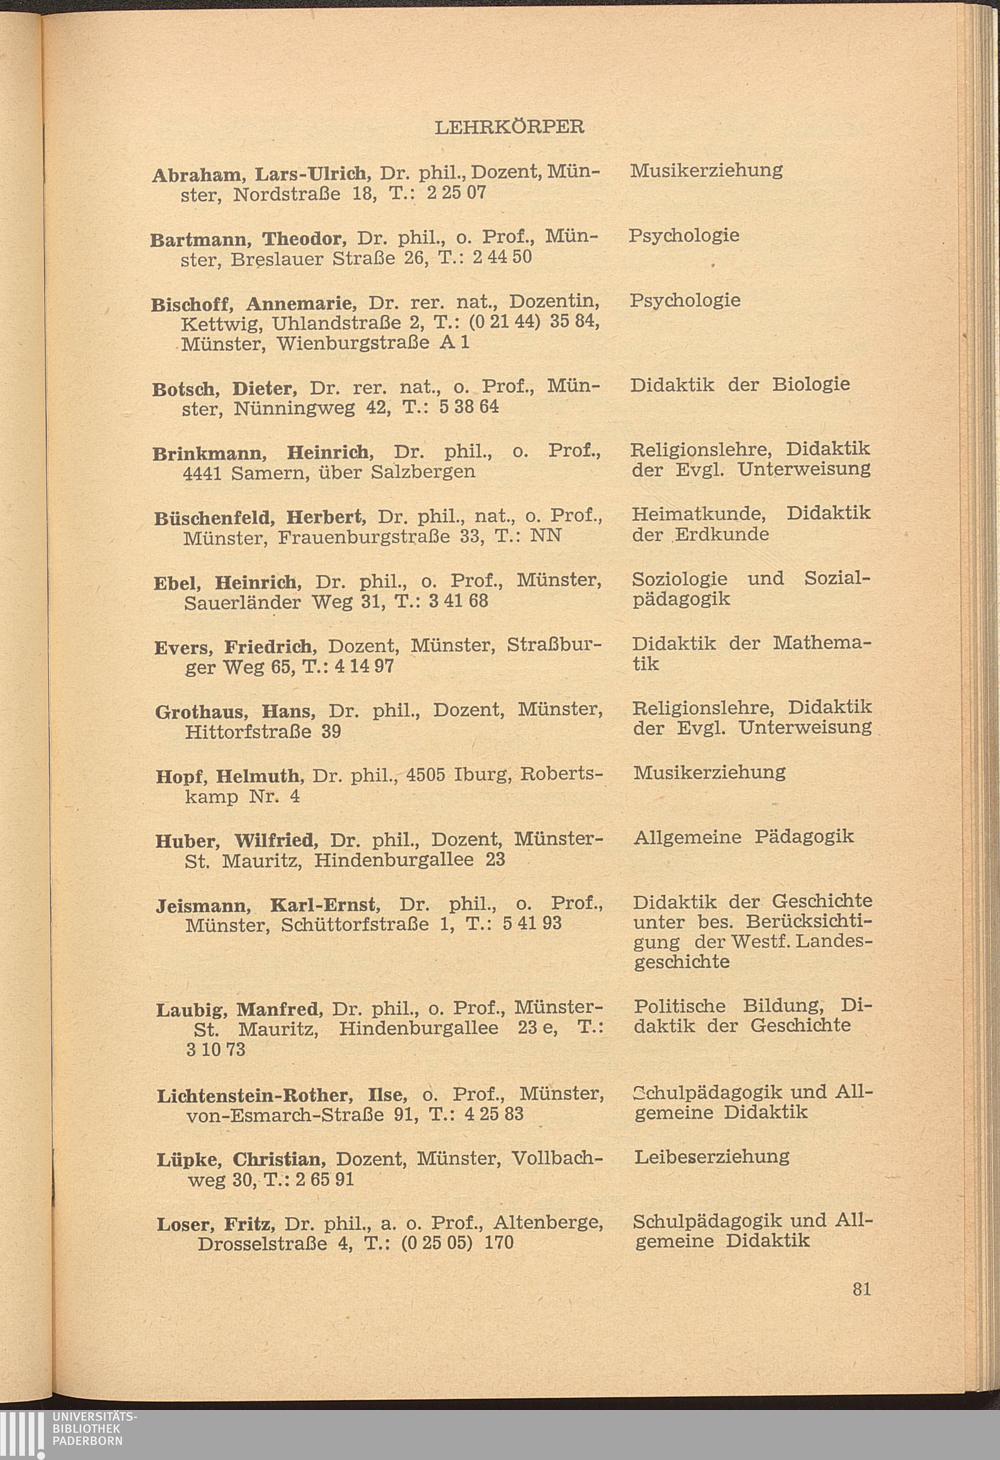 LEHRKÖRPER
Abraham, Lars-Ulrich, Dr. phil., Dozent, Mün- Musikerziehung
ster, Nordstraße 18, T.: 2 25 07
Bartmann, Theodor, Dr. phil., o. Prof., Mün- Psychologie
ster, Breslauer Straße 26, T.: 2 44 50
Bischoff, Annemarie, Dr. rer. nat., Dozentin, Psychologie
Kettwig, Uhlandstraße 2, T.: (0 21 44) 35 84,
Münster, Wienburgstraße A 1
Botsch, Dieter, Dr. rer. nat., o. Prof., Mün- Didaktik der Biologie
ster, Nünningweg 42, T.: 5 38 64
Brinkmann, Heinrich, Dr. phil., o. Prof., Religionslehre, Didaktik
4441 Samern, über Salzbergen der Evgl. Unterweisung
Büschenfeld, Herbert, Dr. phil., nat., o. Prof., Heimatkunde, Didaktik
Münster, Frauenburgstraße 33, T.: NN der Erdkunde
Ebel, Heinrich, Dr. phil., o. Prof., Münster, Soziologie und Sozial-
Sauerländer Weg 31, T.: 3 41 68 pädagogik
Evers, Friedrich, Dozent, Münster, Straßbur- Didaktik der Mathema-
ger Weg 65, T.: 4 14 97 tik
Grothaus, Hans, Dr. phil., Dozent, Münster, Religionslehre, Didaktik
Hittorfstraße 39 der Evgl. Unterweisung
Hopf, Helmuth, Dr. phil., 4505 Iburg, Roberts- Musikerziehung
kamp Nr. 4
Huber, Wilfried, Dr. phil., Dozent, Münster- Allgemeine Pädagogik
St. Mauritz, Hindenburgallee 23
Jeismann, Karl-Ernst, Dr. phil., o. Prof., Didaktik der Geschichte
Münster, Schüttorfstraße 1, T.: 5 41 93 unter bes. Berücksichti-
gung der Westf. Landes-
geschichte
Laubig, Manfred, Dr. phil., o. Prof., Münster- Politische Bildung, Di-
St. Mauritz, Hindenburgallee 23 e, T.: daktik der Geschichte
3 10 73
Lichtenstein-Rother, Ilse, o. Prof., Münster, Schulpädagogik und All-
von-Esmarch-Straße 91, T.: 4 25 83 gemeine Didaktik
Lüpke, Christian, Dozent, Münster, Vollbach- Leibeserziehung
weg 30, T.: 2 65 91
Loser, Fritz, Dr. phil., a. o. Prof., Altenberge, Schulpädagogik und All-
Drosselstraße 4, T.: (0 25 05) 170 gemeine Didaktik
81
UNIVERSITÄTS-
BIBLIOTHEK
PADERBORN